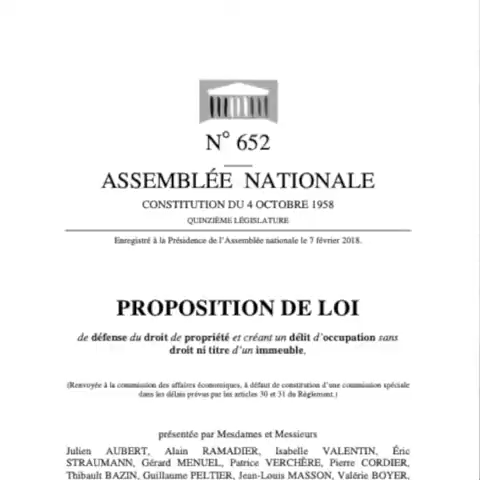 N° 652
ASSEMBLÉE NATIONALE
CONSTITUTION DU 4 OCTOBRE 1958
QUINZIÈME LÉGISLATURE
Enregistré à la Présidence de l'Assemblée nationale le 7 février 2018.
PROPOSITION DE LOI
de défense du droit de propriété et créant un délit d'occupation sans
droit ni titre d'un immeuble,
(Renvoyée à la commission des affaires économiques, à défaut de constitution d'une commission spéciale
dans les délais prévus par les articles 30 et 31 du Règlement.)
présentée par Mesdames et Messieurs
Julien AUBERT, Alain RAMADIER, Isabelle VALENTIN, Éric
STRAUMANN, Gérard MENUEL, Patrice VERCHÈRE, Pierre CORDIER,
Thibault BAZIN, Guillaume PELTIER, Jean-Louis MASSON, Valérie BOYER,